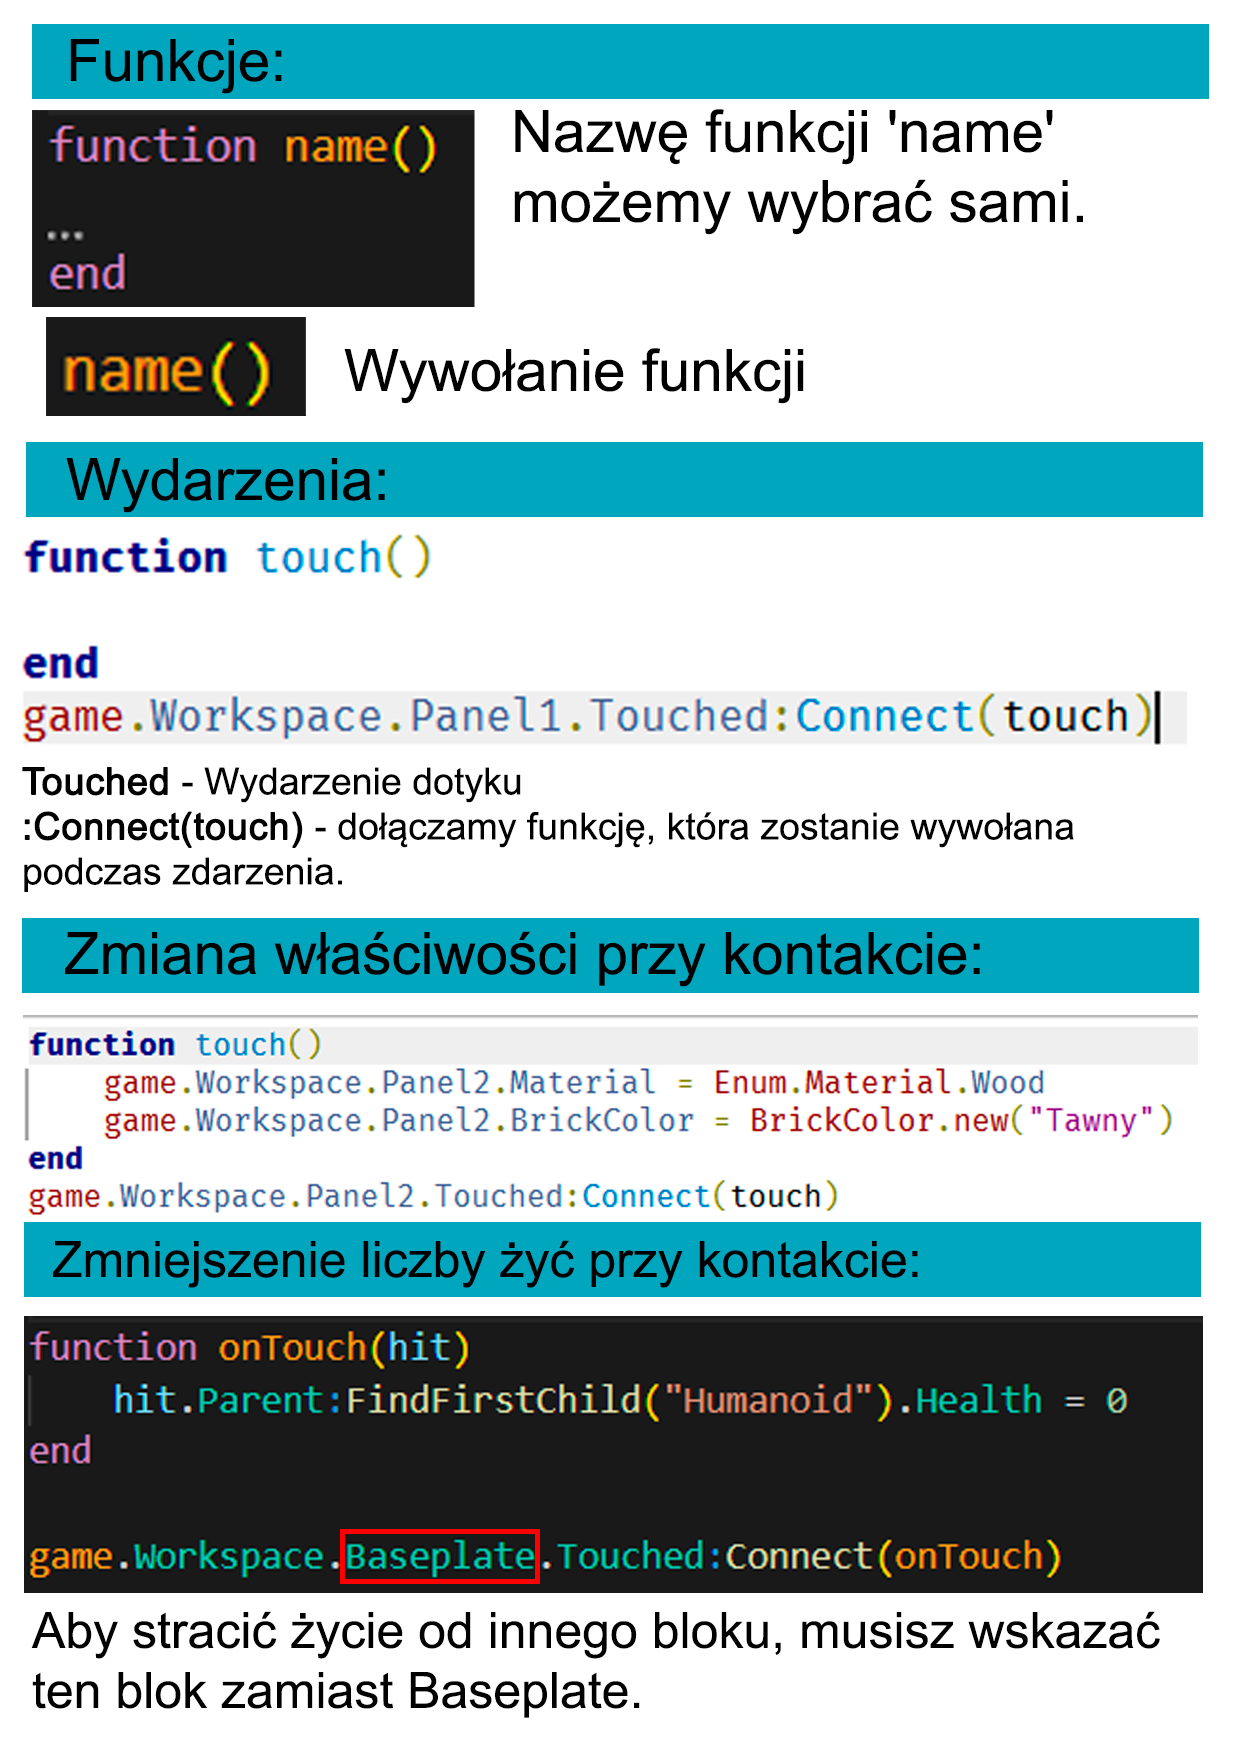 Funkcje:
function name()
Nazwę funkcji 'name'
możemy wybrać sami.
...
end
name()
Wywołanie funkcji
Wydarzenia:
function touch()
end
game.Workspace.Panel1.Touched:Connect(touch)
Touched - Wydarzenie dotyku
:Connect(touch) - dołączamy funkcję, która zostanie wywołana
podczas zdarzenia.
Zmiana właściwości przy kontakcie:
function touch()
game.Workspace.Panel2.Material = Enum.Material.Wood
game.Workspace.Panel2.BrickColor = BrickColor.new("Tawny")
end
game.Workspace.Panel2.Touched:Connect(touch)
Zmniejszenie liczby żyć przy kontakcie:
function onTouch(hit)
hit.Parent:FindFirstChild("Humanoid").Health = 0
end
game.Workspace.Baseplate.Touched:Connect(onTouch)
Aby stracić życie od innego bloku, musisz wskazać
ten blok zamiast Baseplate.